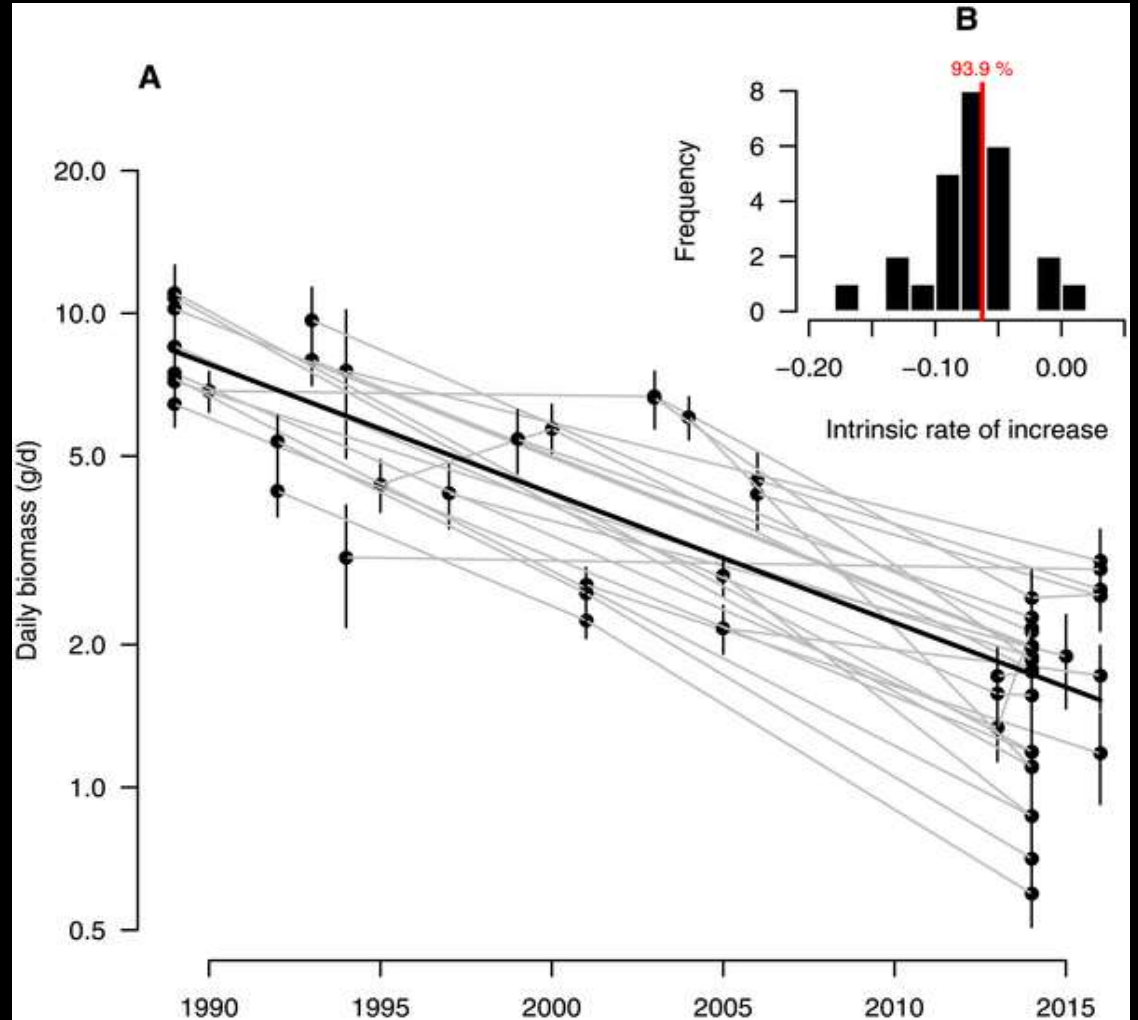 A
Daily biomass (g/d)
20.0
10.0
5.0
2.0
1.0
0.5
1990 1995 2000 2005 2010 2015
B
93.9 %
Frequency
8
6
4
2
0
−0.20 −0.10 0.00
Intrinsic rate of increase